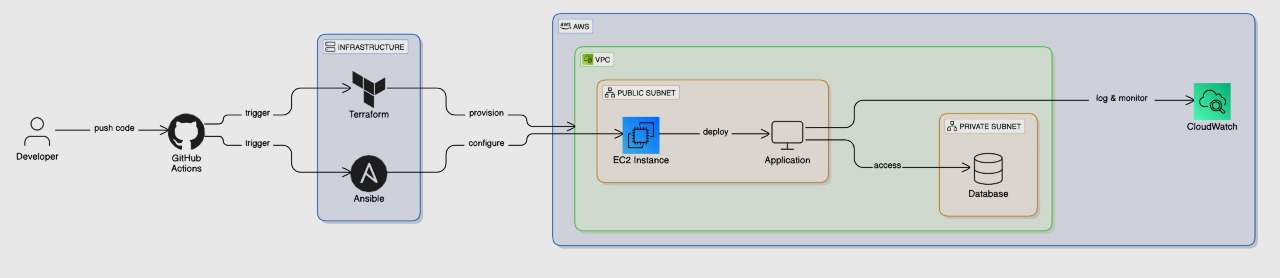 aws AWS
INFRASTRUCTURE
VPC
PUBLIC SUBNET
Terraform
trigger
provision
log & monitor
push code
PRIVATE SUBNET
CloudWatch
deploy
Developer
GitHub
Actions
trigger
configure
EC2 Instance
Application
access
Ansible
Database